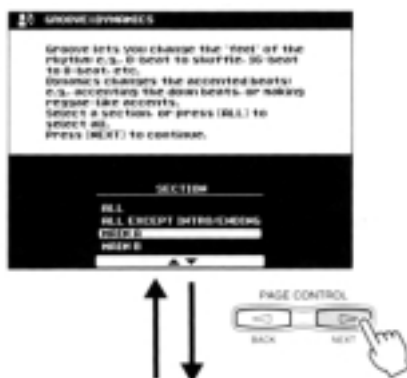 GROOVE&DYNAMICS
Groove lets you change the 'feel' of the
rhythm e.g., 8-beat to shuffle, 16-beat
to 8-beat, etc.
Dynamics changes the accented beats:
e.g., accenting the down beats, or making
reggae-like accents.
Select a section, or press [ALL] to
select all.
Press [NEXT] to continue.
SECTION
ALL
ALL EXCEPT INTRO/ENDING
MAIN A
MAIN B
PAGE CONTROL
BACK NEXT